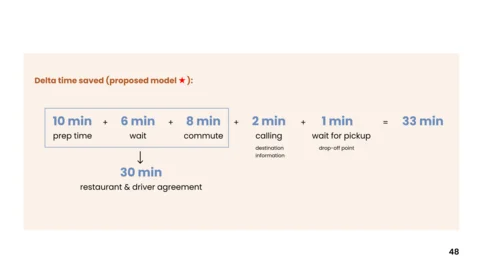 Delta time saved (proposed model ★):
10 min + 6 min + 8 min + 2 min + 1 min = 33 min
prep time wait commute calling wait for pickup
destination information drop-off point
↓
30 min
restaurant & driver agreement
48